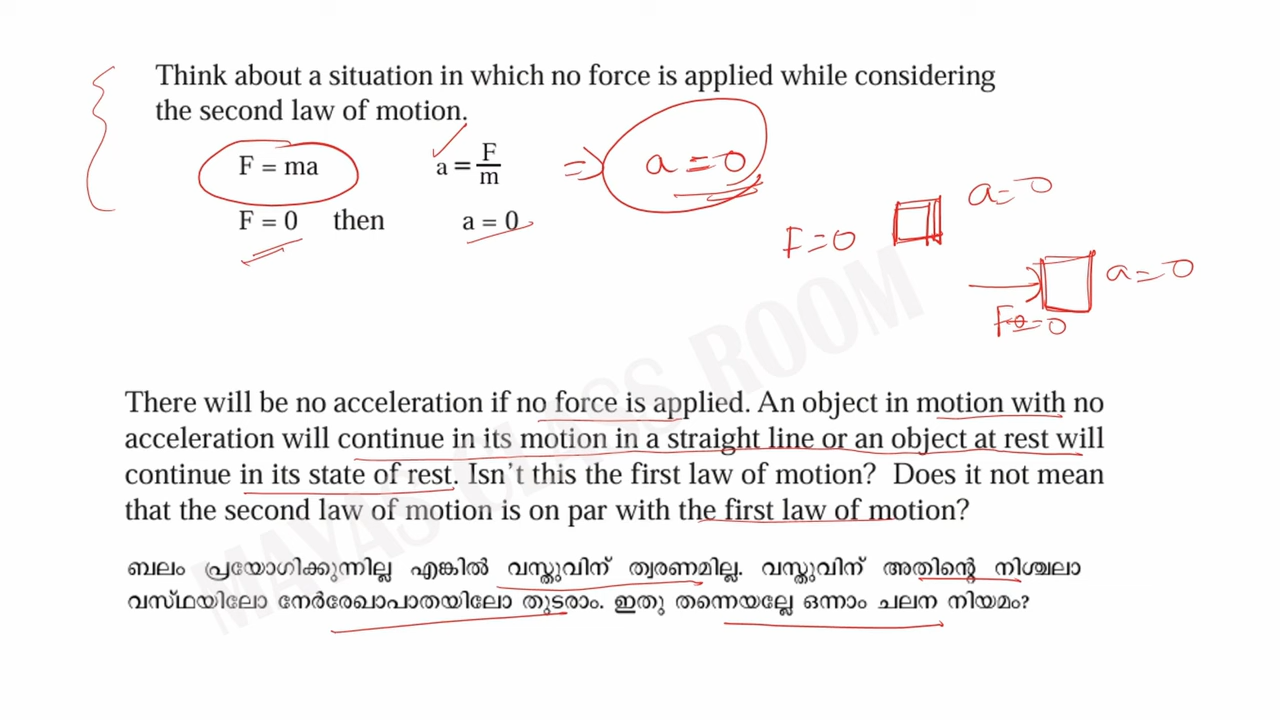 Think about a situation in which no force is applied while considering
the second law of motion.
F = ma a = F/m ⇒ a = 0
F = 0 then a = 0
a = 0
F = 0
a = 0
F = 0
There will be no acceleration if no force is applied. An object in motion with no
acceleration will continue in its motion in a straight line or an object at rest will
continue in its state of rest. Isn't this the first law of motion? Does it not mean
that the second law of motion is on par with the first law of motion?
ബലം പ്രയോഗിക്കുന്നില്ല എങ്കിൽ വസ്തുവിന് ത്വരണമില്ല. വസ്തുവിന് അതിന്റെ നിശ്ചലാ
വസ്ഥയിലോ നേർരേഖാപാതയിലോ തുടരാം. ഇതു തന്നെയല്ലേ ഒന്നാം ചലന നിയമം?
MAYAS CLASS ROOM